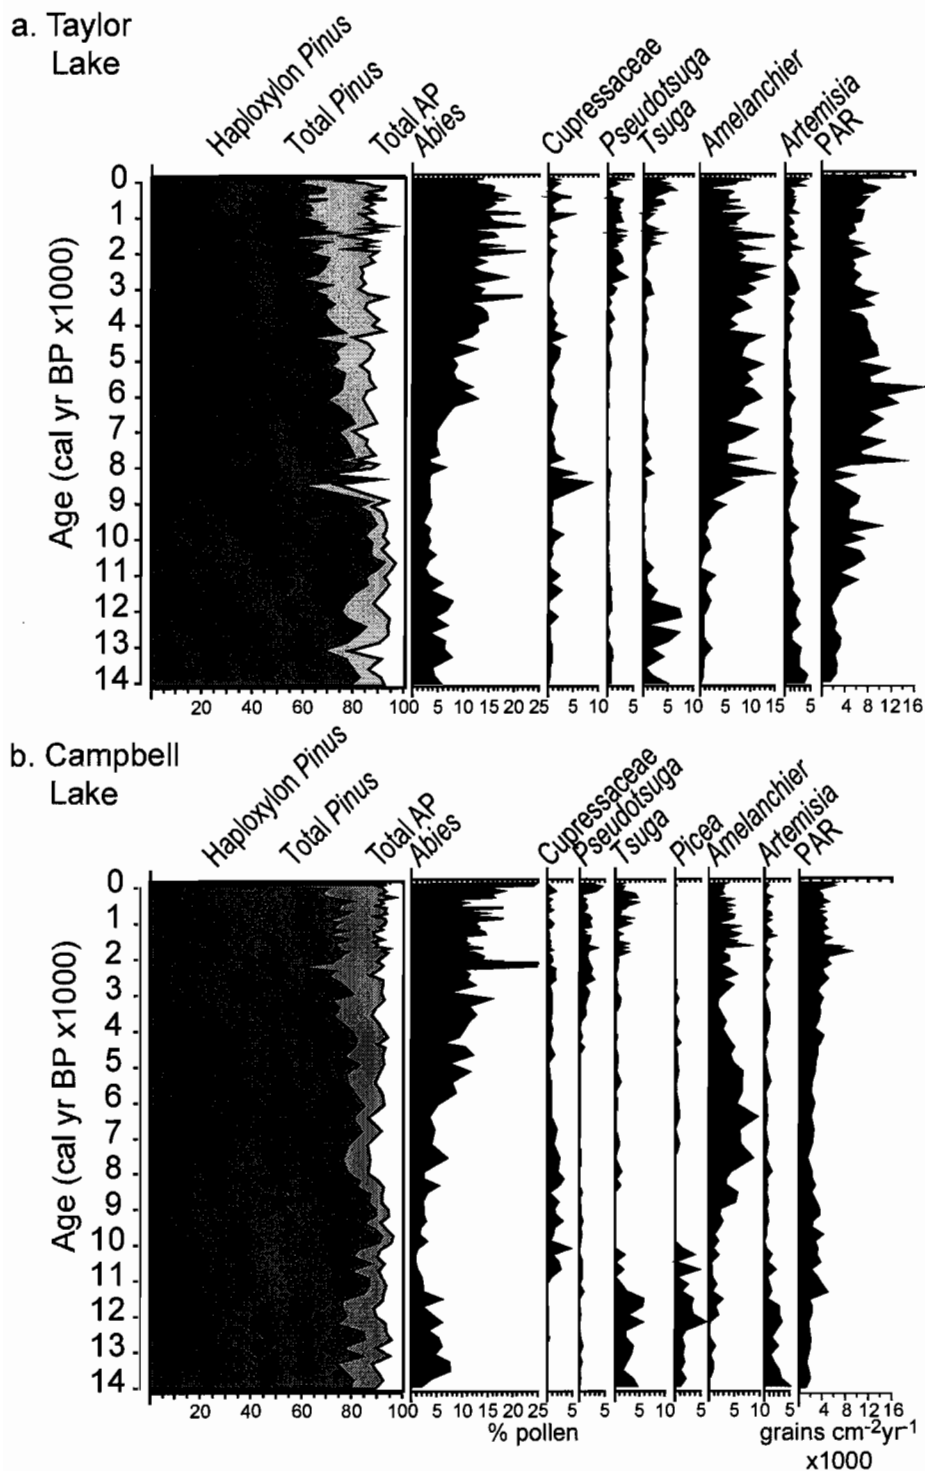 a. Taylor
Lake
Haploxylon Pinus
Total Pinus
Total AP
Abies
Cupressaceae
Pseudotsuga
Tsuga
Amelanchier
Artemisia
PAR
Age (cal yr BP x1000)
0
1
2
3
4
5
6
7
8
9
10
11
12
13
14
20 40 60 80 100 5 10 15 20 25 5 10 5 10 5 10 15 5 4 8 12 16
b. Campbell
Lake
Haploxylon Pinus
Total Pinus
Total AP
Abies
Cupressaceae
Pseudotsuga
Tsuga
Picea
Amelanchier
Artemisia
PAR
Age (cal yr BP x1000)
0
1
2
3
4
5
6
7
8
9
10
11
12
13
14
20 40 60 80 100 5 10 15 20 25 5 5 5 5 5 10 5 4 8 12 16
% pollen
grains cm⁻²yr⁻¹
x1000